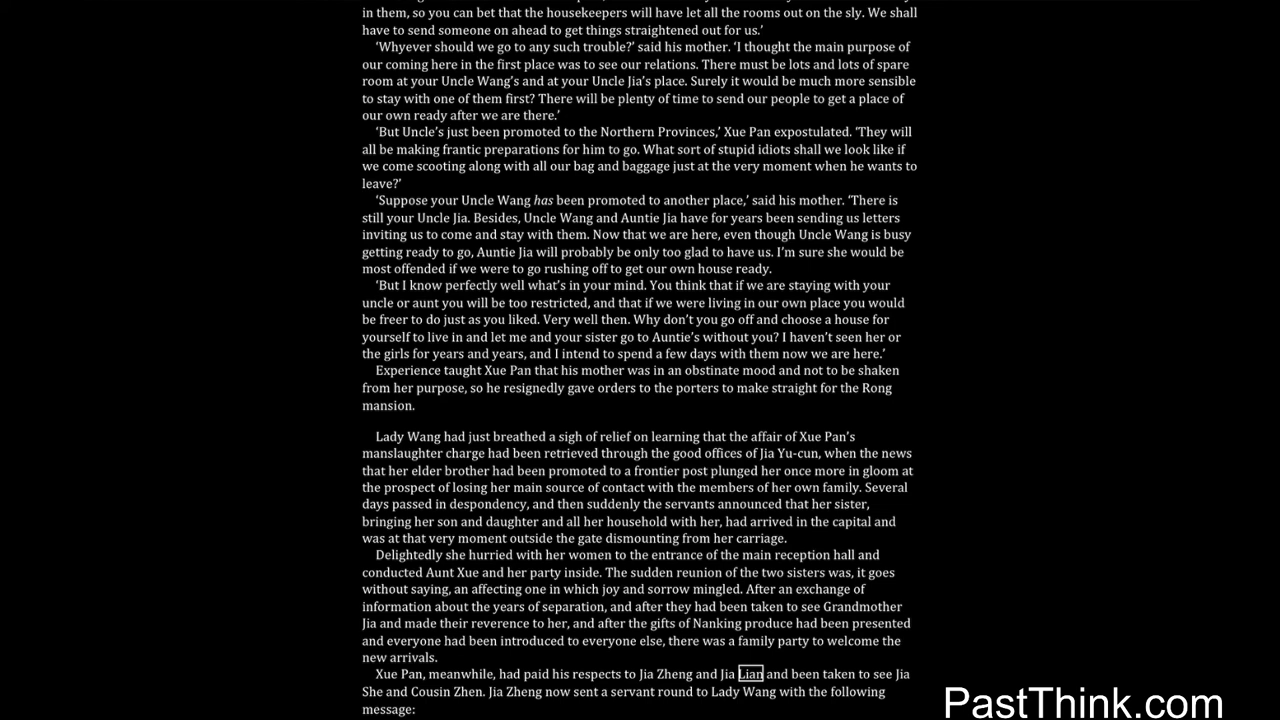 in them, so you can bet that the housekeepers will have let all the rooms out on the sly. We shall
have to send someone on ahead to get things straightened out for us.’
‘Whyever should we go to any such trouble?’ said his mother. ‘I thought the main purpose of
our coming here in the first place was to see our relations. There must be lots and lots of spare
room at your Uncle Wang’s and at your Uncle Jia’s place. Surely it would be much more sensible
to stay with one of them first? There will be plenty of time to send our people to get a place of
our own ready after we are there.’
‘But Uncle’s just been promoted to the Northern Provinces,’ Xue Pan expostulated. ‘They will
all be making frantic preparations for him to go. What sort of stupid idiots shall we look like if
we come scooting along with all our bag and baggage just at the very moment when he wants to
leave?’
‘Suppose your Uncle Wang has been promoted to another place,’ said his mother. ‘There is
still your Uncle Jia. Besides, Uncle Wang and Auntie Jia have for years been sending us letters
inviting us to come and stay with them. Now that we are here, even though Uncle Wang is busy
getting ready to go, Auntie Jia will probably be only too glad to have us. I’m sure she would be
most offended if we were to go rushing off to get our own house ready.
‘But I know perfectly well what’s in your mind. You think that if we are staying with your
uncle or aunt you will be too restricted, and that if we were living in our own place you would
be freer to do just as you liked. Very well then. Why don’t you go off and choose a house for
yourself to live in and let me and your sister go to Auntie’s without you? I haven’t seen her or
the girls for years and years, and I intend to spend a few days with them now we are here.’
Experience taught Xue Pan that his mother was in an obstinate mood and not to be shaken
from her purpose, so he resignedly gave orders to the porters to make straight for the Rong
mansion.
Lady Wang had just breathed a sigh of relief on learning that the affair of Xue Pan’s
manslaughter charge had been retrieved through the good offices of Jia Yu-cun, when the news
that her elder brother had been promoted to a frontier post plunged her once more in gloom at
the prospect of losing her main source of contact with the members of her own family. Several
days passed in despondency, and then suddenly the servants announced that her sister,
bringing her son and daughter and all her household with her, had arrived in the capital and
was at that very moment outside the gate dismounting from her carriage.
Delightedly she hurried with her women to the entrance of the main reception hall and
conducted Aunt Xue and her party inside. The sudden reunion of the two sisters was, it goes
without saying, an affecting one in which joy and sorrow mingled. After an exchange of
information about the years of separation, and after they had been taken to see Grandmother
Jia and made their reverence to her, and after the gifts of Nanking produce had been presented
and everyone had been introduced to everyone else, there was a family party to welcome the
new arrivals.
Xue Pan, meanwhile, had paid his respects to Jia Zheng and Jia Lian and been taken to see Jia
She and Cousin Zhen. Jia Zheng now sent a servant round to Lady Wang with the following
message:
PastThink.com